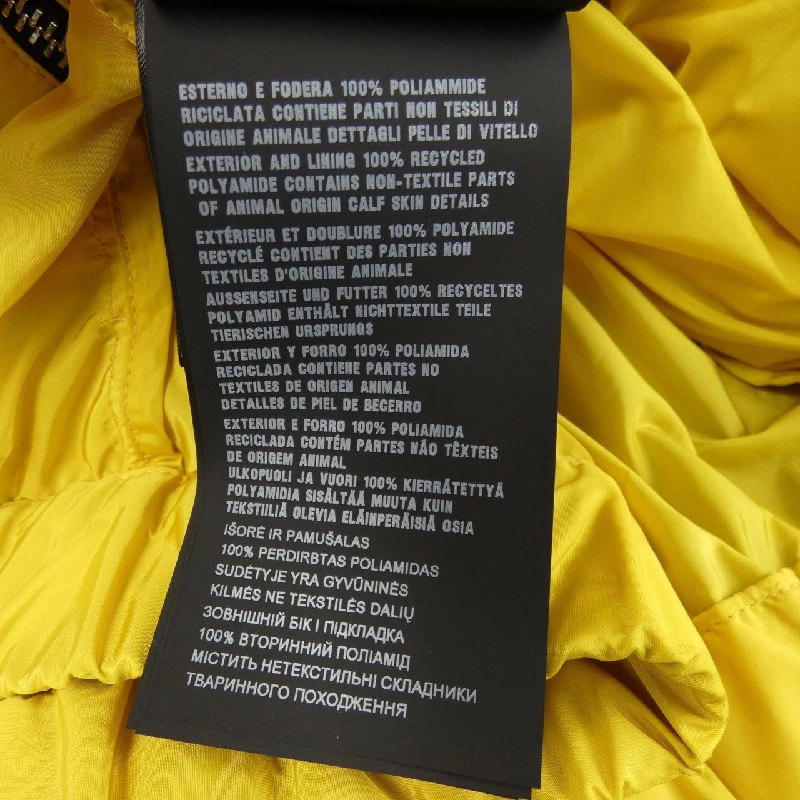 ESTERNO E FODERA 100% POLIAMMIDE
RICICLATA CONTIENE PARTI NON TESSILI DI
ORIGINE ANIMALE DETTAGLI PELLE DI VITELLO
EXTERIOR AND LINING 100% RECYCLED
POLYAMIDE CONTAINS NON-TEXTILE PARTS
OF ANIMAL ORIGIN CALF SKIN DETAILS
EXTÉRIEUR ET DOUBLURE 100% POLYAMIDE
RECYCLÉ CONTIENT DES PARTIES NON
TEXTILES D'ORIGINE ANIMALE
AUSSENSEITE UND FUTTER 100% RECYCELTES
POLYAMID ENTHÄLT NICHTTEXTILE TEILE
TIERISCHEN URSPRUNGS
EXTERIOR Y FORRO 100% POLIAMIDA
RECICLADA CONTIENE PARTES NO
TEXTILES DE ORIGEN ANIMAL
DETALLES DE PIEL DE BECERRO
EXTERIOR E FORRO 100% POLIAMIDA
RECICLADA CONTÉM PARTES NÃO TÊXTEIS
DE ORIGEM ANIMAL
ULKOPUOLI JA VUORI 100% KIERRÄTETTYÄ
POLYAMIDIA SISÄLTÄÄ MUUTA KUIN
TEKSTIILIÄ OLEVIA ELÄINPERÄISIÄ OSIA
IŠORĖ IR PAMUŠALAS
100% PERDIRBTAS POLIAMIDAS
SUDĖTYJE YRA GYVŪNINĖS
KILMĖS NE TEKSTILĖS DALIŲ
ЗОВНІШНІЙ БІК І ПІДКЛАДКА
100% ВТОРИННИЙ ПОЛІАМІД
МІСТИТЬ НЕТЕКСТИЛЬНІ СКЛАДНИКИ
ТВАРИННОГО ПОХОДЖЕННЯ